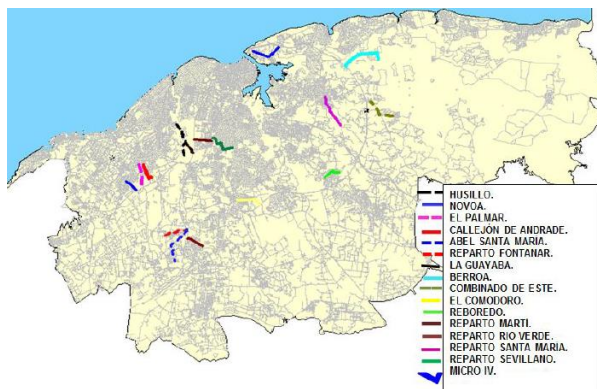 HUSILLO.
NOVOA.
EL PALMAR.
CALLEJÓN DE ANDRADE.
ABEL SANTA MARIA.
REPARTO FONTANAR.
LA GUAYABA.
BERROA.
COMBINADO DE ESTE.
EL COMODORO.
REBOREDO.
REPARTO MARTI.
REPARTO RIO VERDE.
REPARTO SANTA MARIA.
REPARTO SEVILLANO.
MICRO IV.